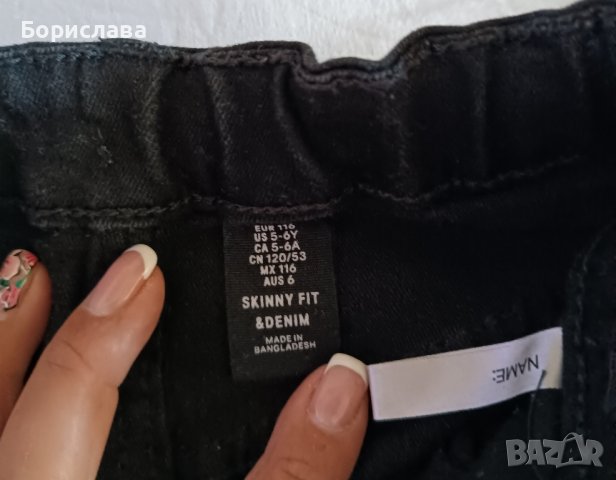 Борислава
EUR 116
US 5-6Y
CA 5-6A
CN 120/53
MX 116
AUS 6
SKINNY FIT
&DENIM
MADE IN
BANGLADESH
NAME:
BAZAR